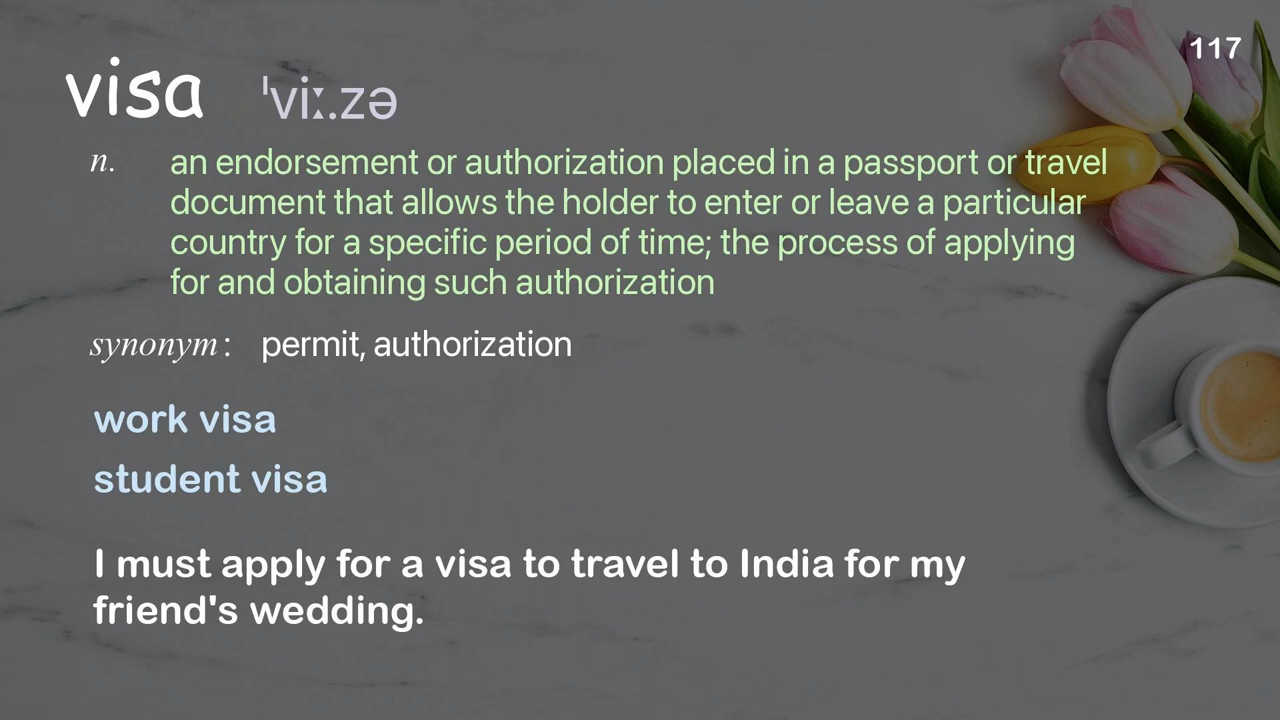 117
visa ˈviː.zə
n. an endorsement or authorization placed in a passport or travel
document that allows the holder to enter or leave a particular
country for a specific period of time; the process of applying
for and obtaining such authorization
synonym: permit, authorization
work visa
student visa
I must apply for a visa to travel to India for my
friend's wedding.